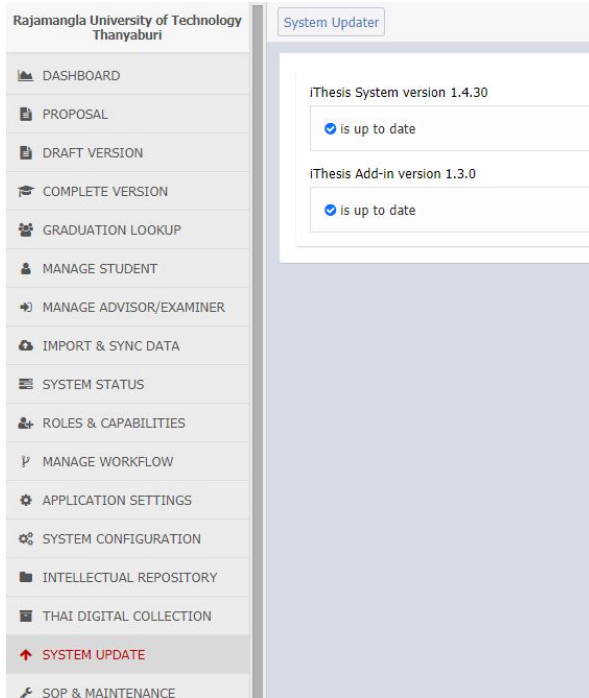 Rajamangla University of Technology
Thanyaburi
DASHBOARD
PROPOSAL
DRAFT VERSION
COMPLETE VERSION
GRADUATION LOOKUP
MANAGE STUDENT
MANAGE ADVISOR/EXAMINER
IMPORT & SYNC DATA
SYSTEM STATUS
ROLES & CAPABILITIES
MANAGE WORKFLOW
APPLICATION SETTINGS
SYSTEM CONFIGURATION
INTELLECTUAL REPOSITORY
THAI DIGITAL COLLECTION
SYSTEM UPDATE
SOP & MAINTENANCE
System Updater
iThesis System version 1.4.30
is up to date
iThesis Add-in version 1.3.0
is up to date